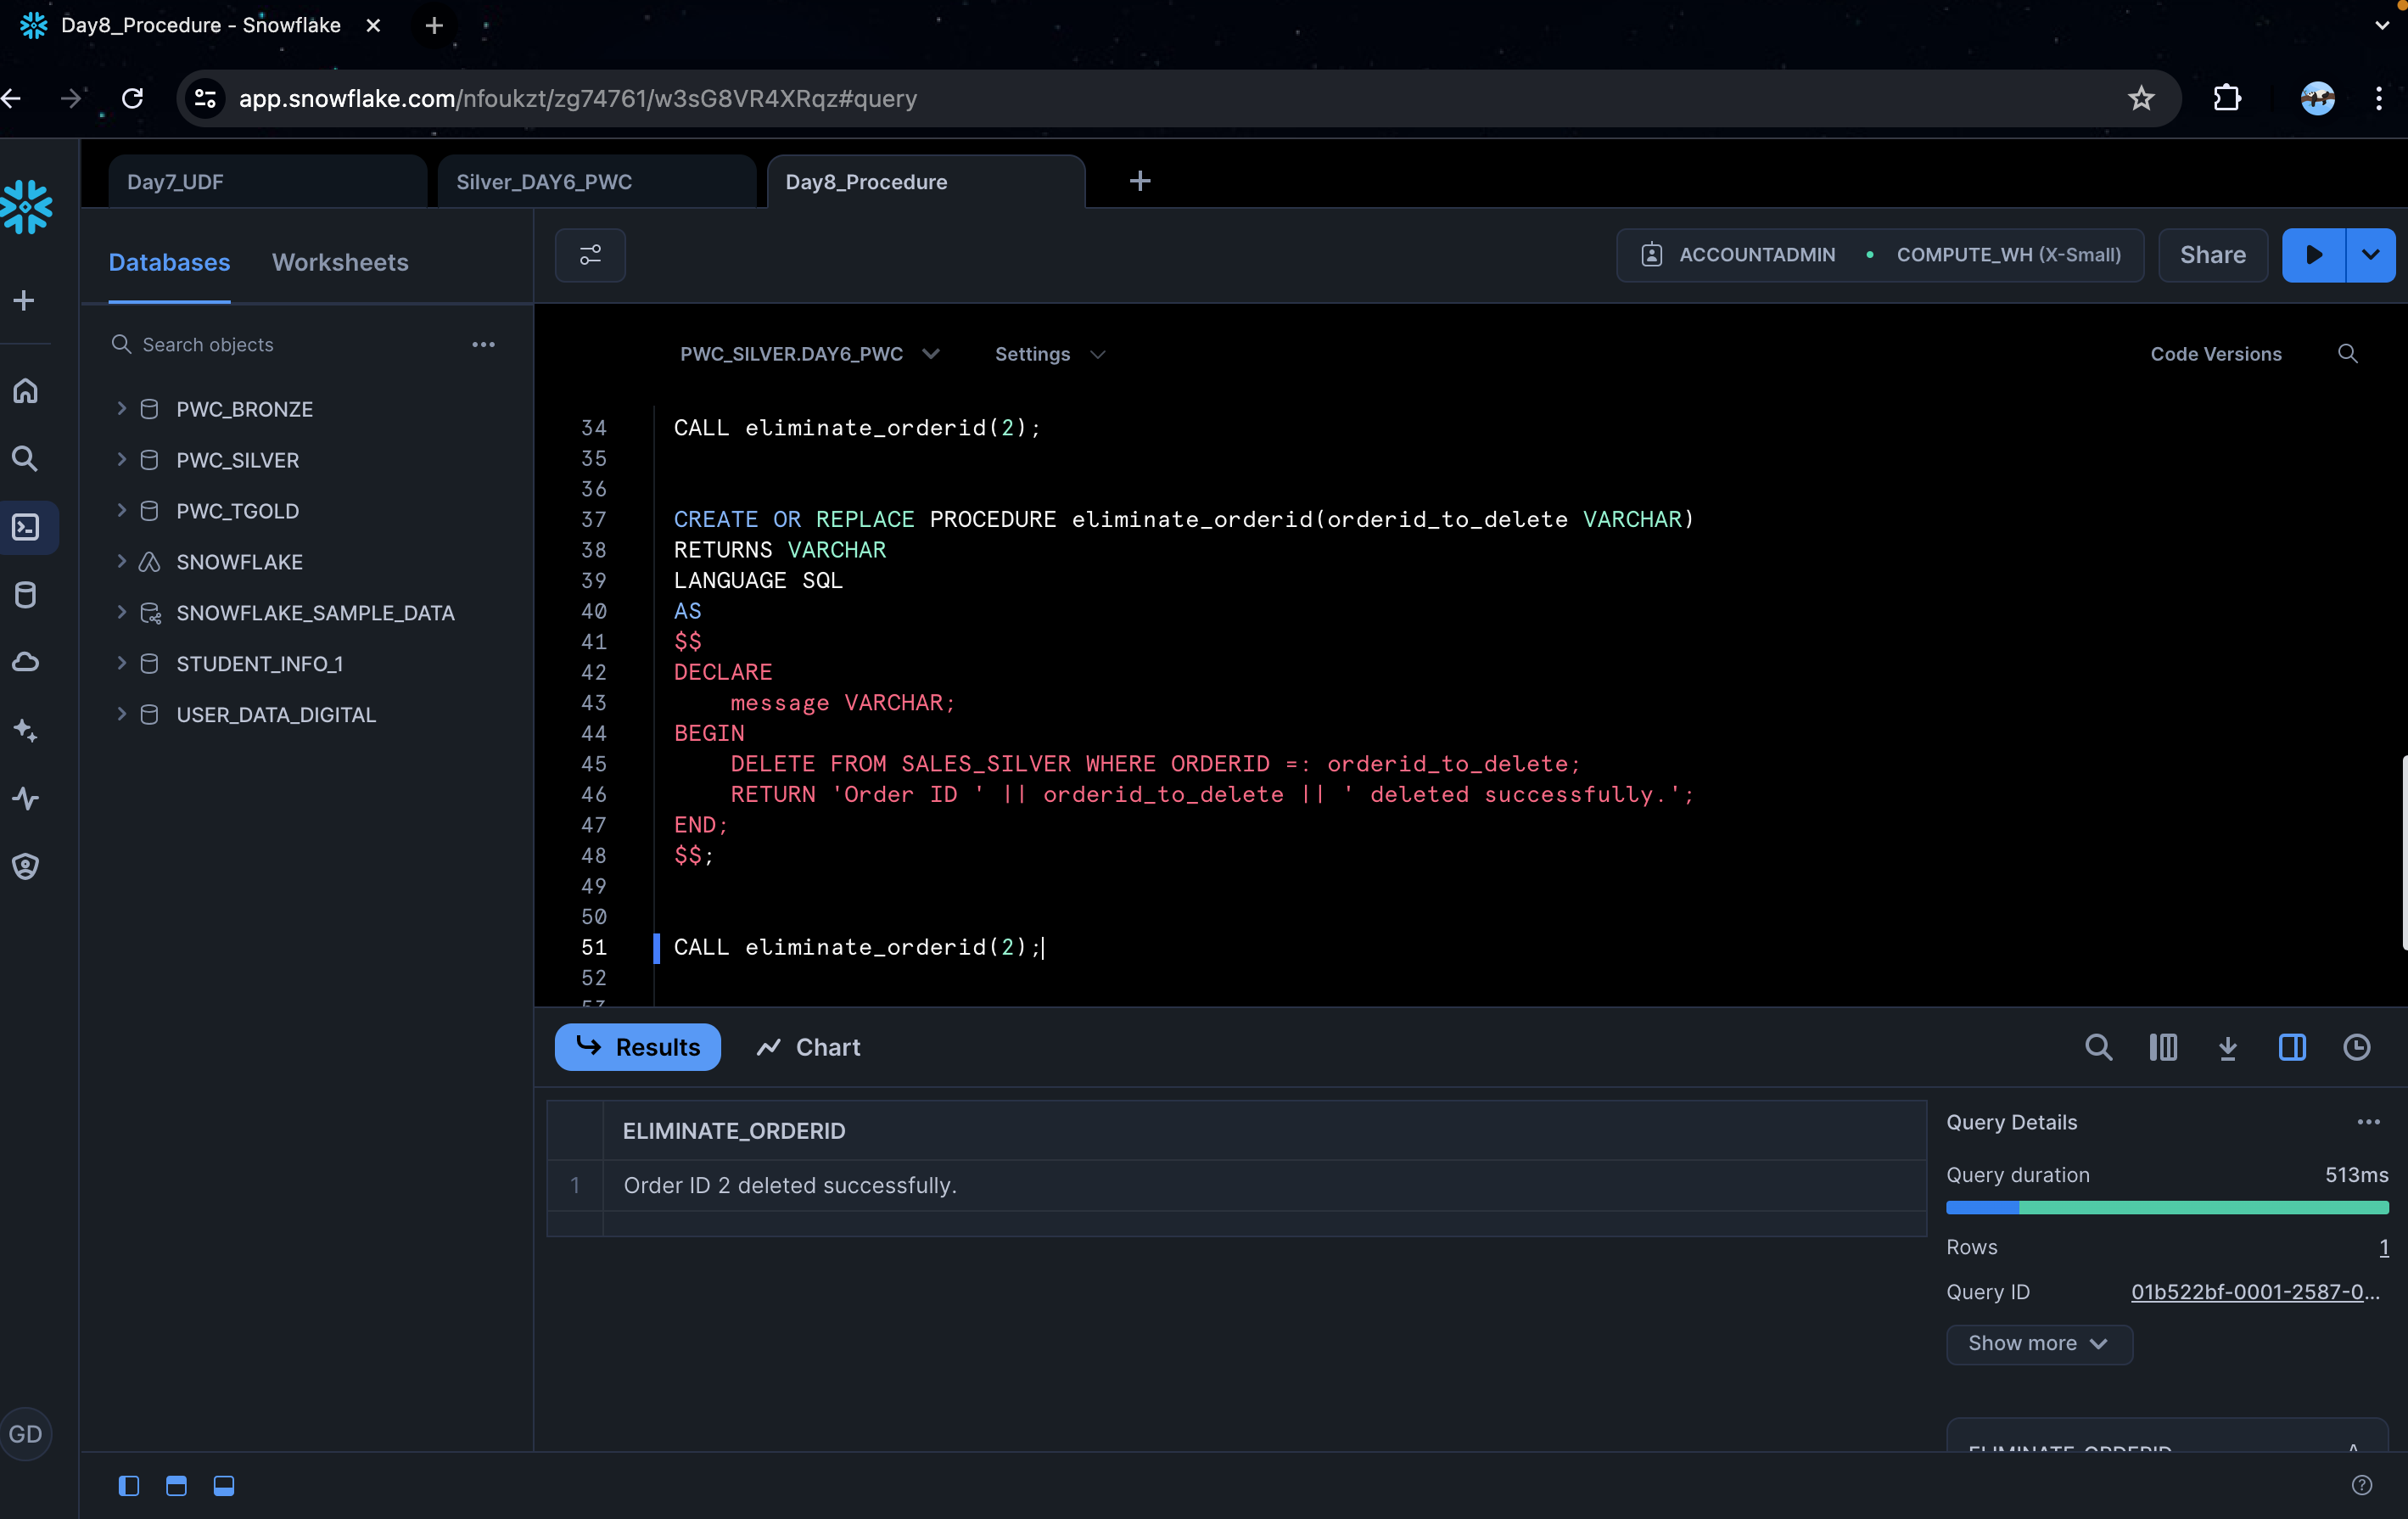 Day8_Procedure - Snowflake
app.snowflake.com/nfoukzt/zg74761/w3sG8VR4XRqz#query
Day7_UDF
Silver_DAY6_PWC
Day8_Procedure
Databases
Worksheets
ACCOUNTADMIN
COMPUTE_WH (X-Small)
Share
Search objects
PWC_BRONZE
PWC_SILVER
PWC_TGOLD
SNOWFLAKE
SNOWFLAKE_SAMPLE_DATA
STUDENT_INFO_1
USER_DATA_DIGITAL
GD
PWC_SILVER.DAY6_PWC
Settings
Code Versions
34 CALL eliminate_orderid(2);
35
36
37 CREATE OR REPLACE PROCEDURE eliminate_orderid(orderid_to_delete VARCHAR)
38 RETURNS VARCHAR
39 LANGUAGE SQL
40 AS
41 $$
42 DECLARE
43 message VARCHAR;
44 BEGIN
45 DELETE FROM SALES_SILVER WHERE ORDERID =: orderid_to_delete;
46 RETURN 'Order ID ' || orderid_to_delete || ' deleted successfully.';
47 END;
48 $$;
49
50
51 CALL eliminate_orderid(2);
52
53
Results
Chart
ELIMINATE_ORDERID
1 Order ID 2 deleted successfully.
Query Details
Query duration 513ms
Rows 1
Query ID 01b522bf-0001-2587-0...
Show more
ELIMINATE_ORDERID A